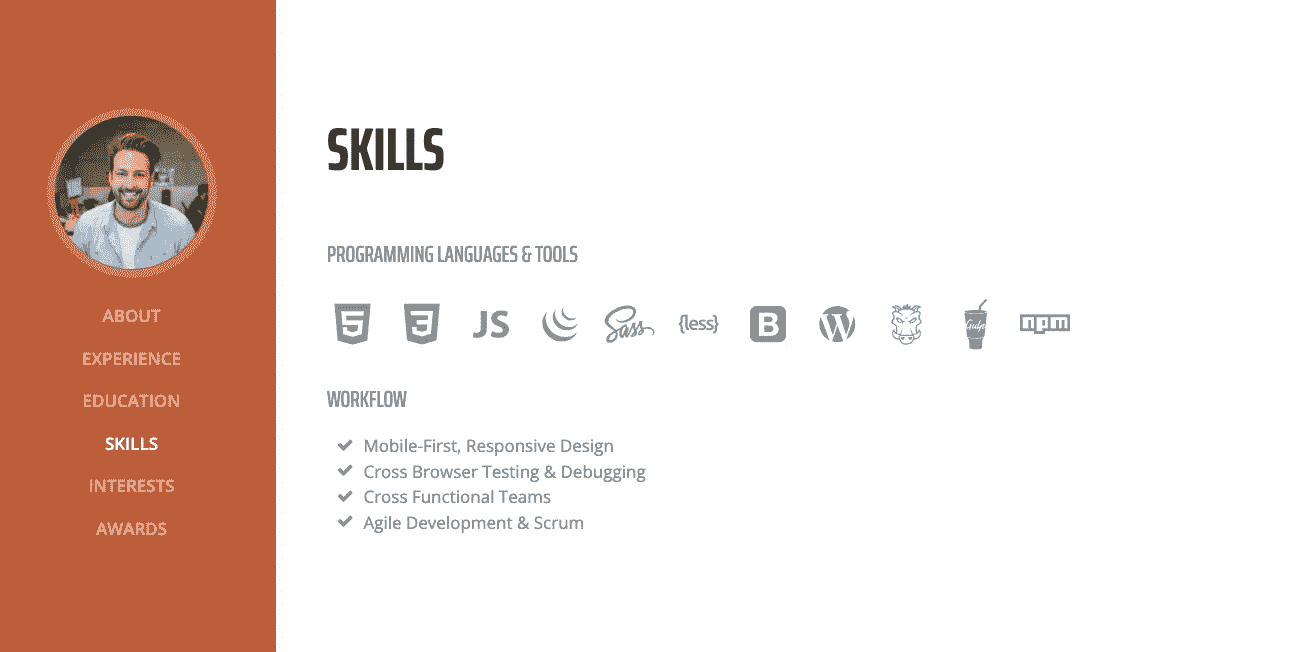 ABOUT
EXPERIENCE
EDUCATION
SKILLS
INTERESTS
AWARDS
SKILLS
PROGRAMMING LANGUAGES & TOOLS
5 3 JS Sass {less} B W Gulp npm
WORKFLOW
Mobile-First, Responsive Design
Cross Browser Testing & Debugging
Cross Functional Teams
Agile Development & Scrum